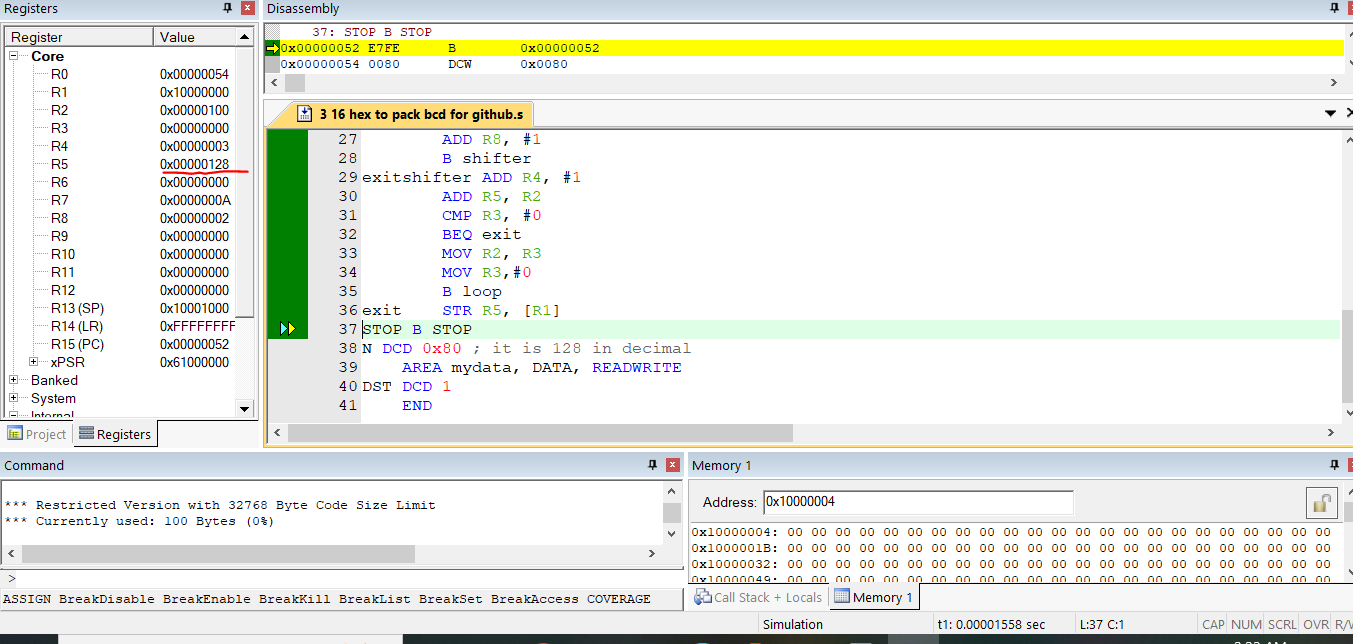 Registers
Register Value
Core
R0 0x00000054
R1 0x10000000
R2 0x00000100
R3 0x00000000
R4 0x00000003
R5 0x00000128
R6 0x00000000
R7 0x0000000A
R8 0x00000002
R9 0x00000000
R10 0x00000000
R11 0x00000000
R12 0x00000000
R13 (SP) 0x10001000
R14 (LR) 0xFFFFFFFF
R15 (PC) 0x00000052
xPSR 0x61000000
Banked
System
Internal
Project Registers
Disassembly
37: STOP B STOP
0x00000052 E7FE B 0x00000052
0x00000054 0080 DCW 0x0080
3 16 hex to pack bcd for github.s
27 ADD R8, #1
28 B shifter
29 exitshifter ADD R4, #1
30 ADD R5, R2
31 CMP R3, #0
32 BEQ exit
33 MOV R2, R3
34 MOV R3,#0
35 B loop
36 exit STR R5, [R1]
37 STOP B STOP
38 N DCD 0x80 ; it is 128 in decimal
39 AREA mydata, DATA, READWRITE
40 DST DCD 1
41 END
Command
*** Restricted Version with 32768 Byte Code Size Limit
*** Currently used: 100 Bytes (0%)
>
ASSIGN BreakDisable BreakEnable BreakKill BreakList BreakSet BreakAccess COVERAGE
Memory 1
Address: 0x10000004
0x10000004: 00 00 00 00 00 00 00 00 00 00 00 00 00 00 00 00 00 00 00 00 00 00 00
0x1000001B: 00 00 00 00 00 00 00 00 00 00 00 00 00 00 00 00 00 00 00 00 00 00 00
0x10000032: 00 00 00 00 00 00 00 00 00 00 00 00 00 00 00 00 00 00 00 00 00 00 00
0x10000049: 00 00 00 00 00 00 00 00 00 00 00 00 00 00 00 00 00 00 00 00 00 00 00
Call Stack + Locals Memory 1
Simulation t1: 0.00001558 sec L:37 C:1 CAP NUM SCRL OVR R/W